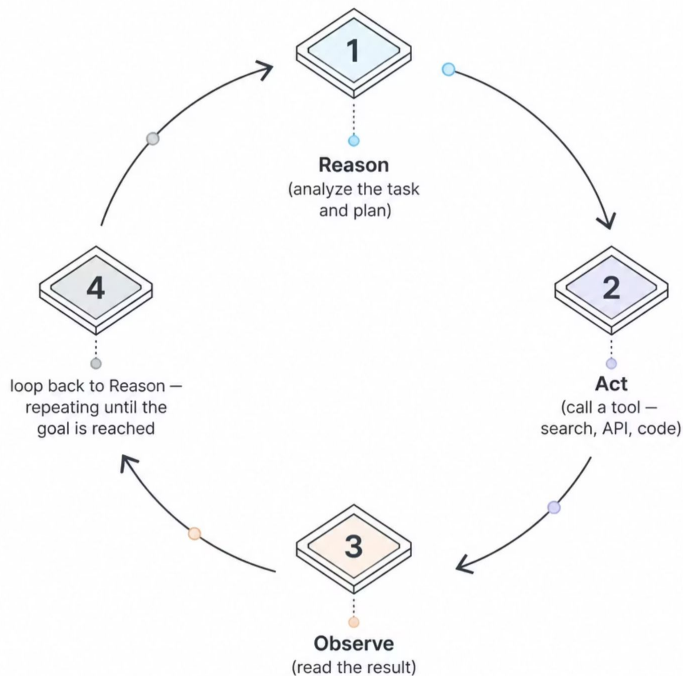 1
Reason
(analyze the task
and plan)
2
Act
(call a tool —
search, API, code)
3
Observe
(read the result)
4
loop back to Reason —
repeating until the
goal is reached